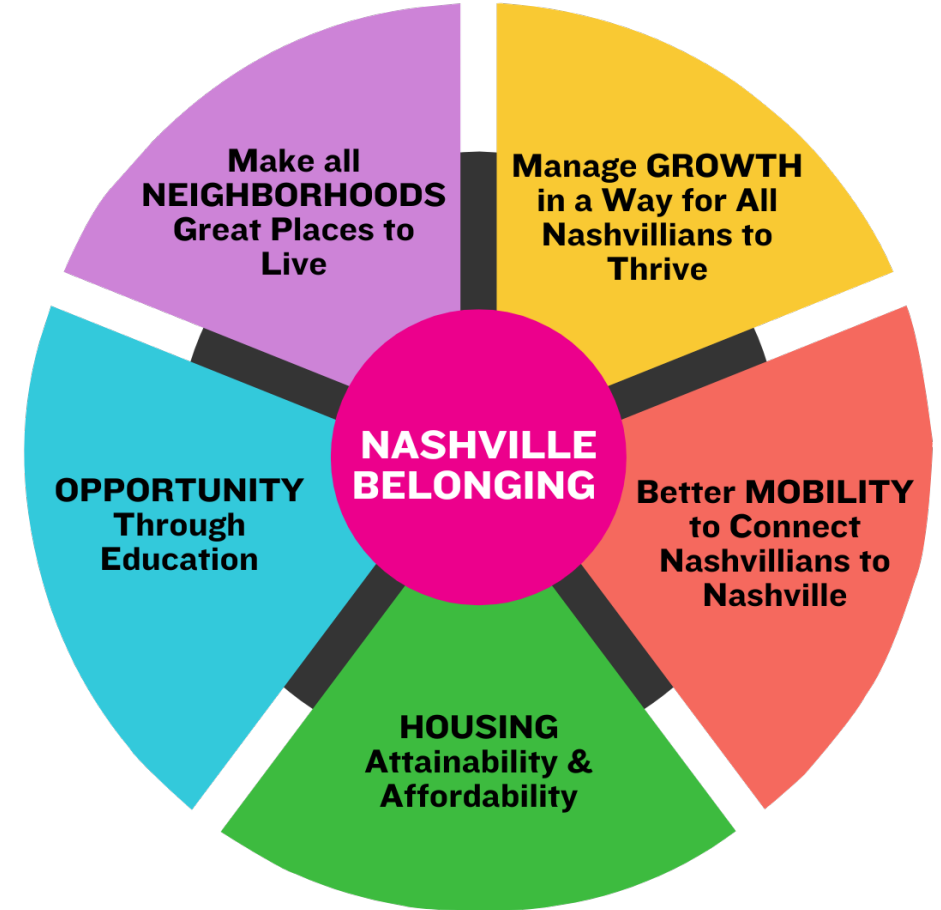 Make all
NEIGHBORHOODS
Great Places to
Live
Manage GROWTH
in a Way for All
Nashvillians to
Thrive
NASHVILLE
BELONGING
OPPORTUNITY
Through
Education
Better MOBILITY
to Connect
Nashvillians to
Nashville
HOUSING
Attainability &
Affordability